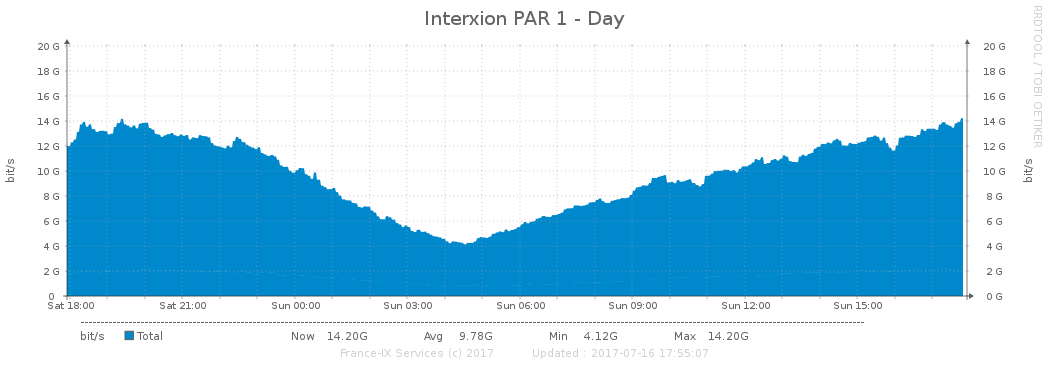 Interxion PAR 1 - Day
RRDTOOL / TOBI OETIKER
bit/s
20 G
18 G
16 G
14 G
12 G
10 G
8 G
6 G
4 G
2 G
0
20 G
18 G
16 G
14 G
12 G
10 G
8 G
6 G
4 G
2 G
0 G
bit/s
Sat 18:00 Sat 21:00 Sun 00:00 Sun 03:00 Sun 06:00 Sun 09:00 Sun 12:00 Sun 15:00
bit/s Total Now 14.20G Avg 9.78G Min 4.12G Max 14.20G
France-IX Services (c) 2017 Updated : 2017-07-16 17:55:07